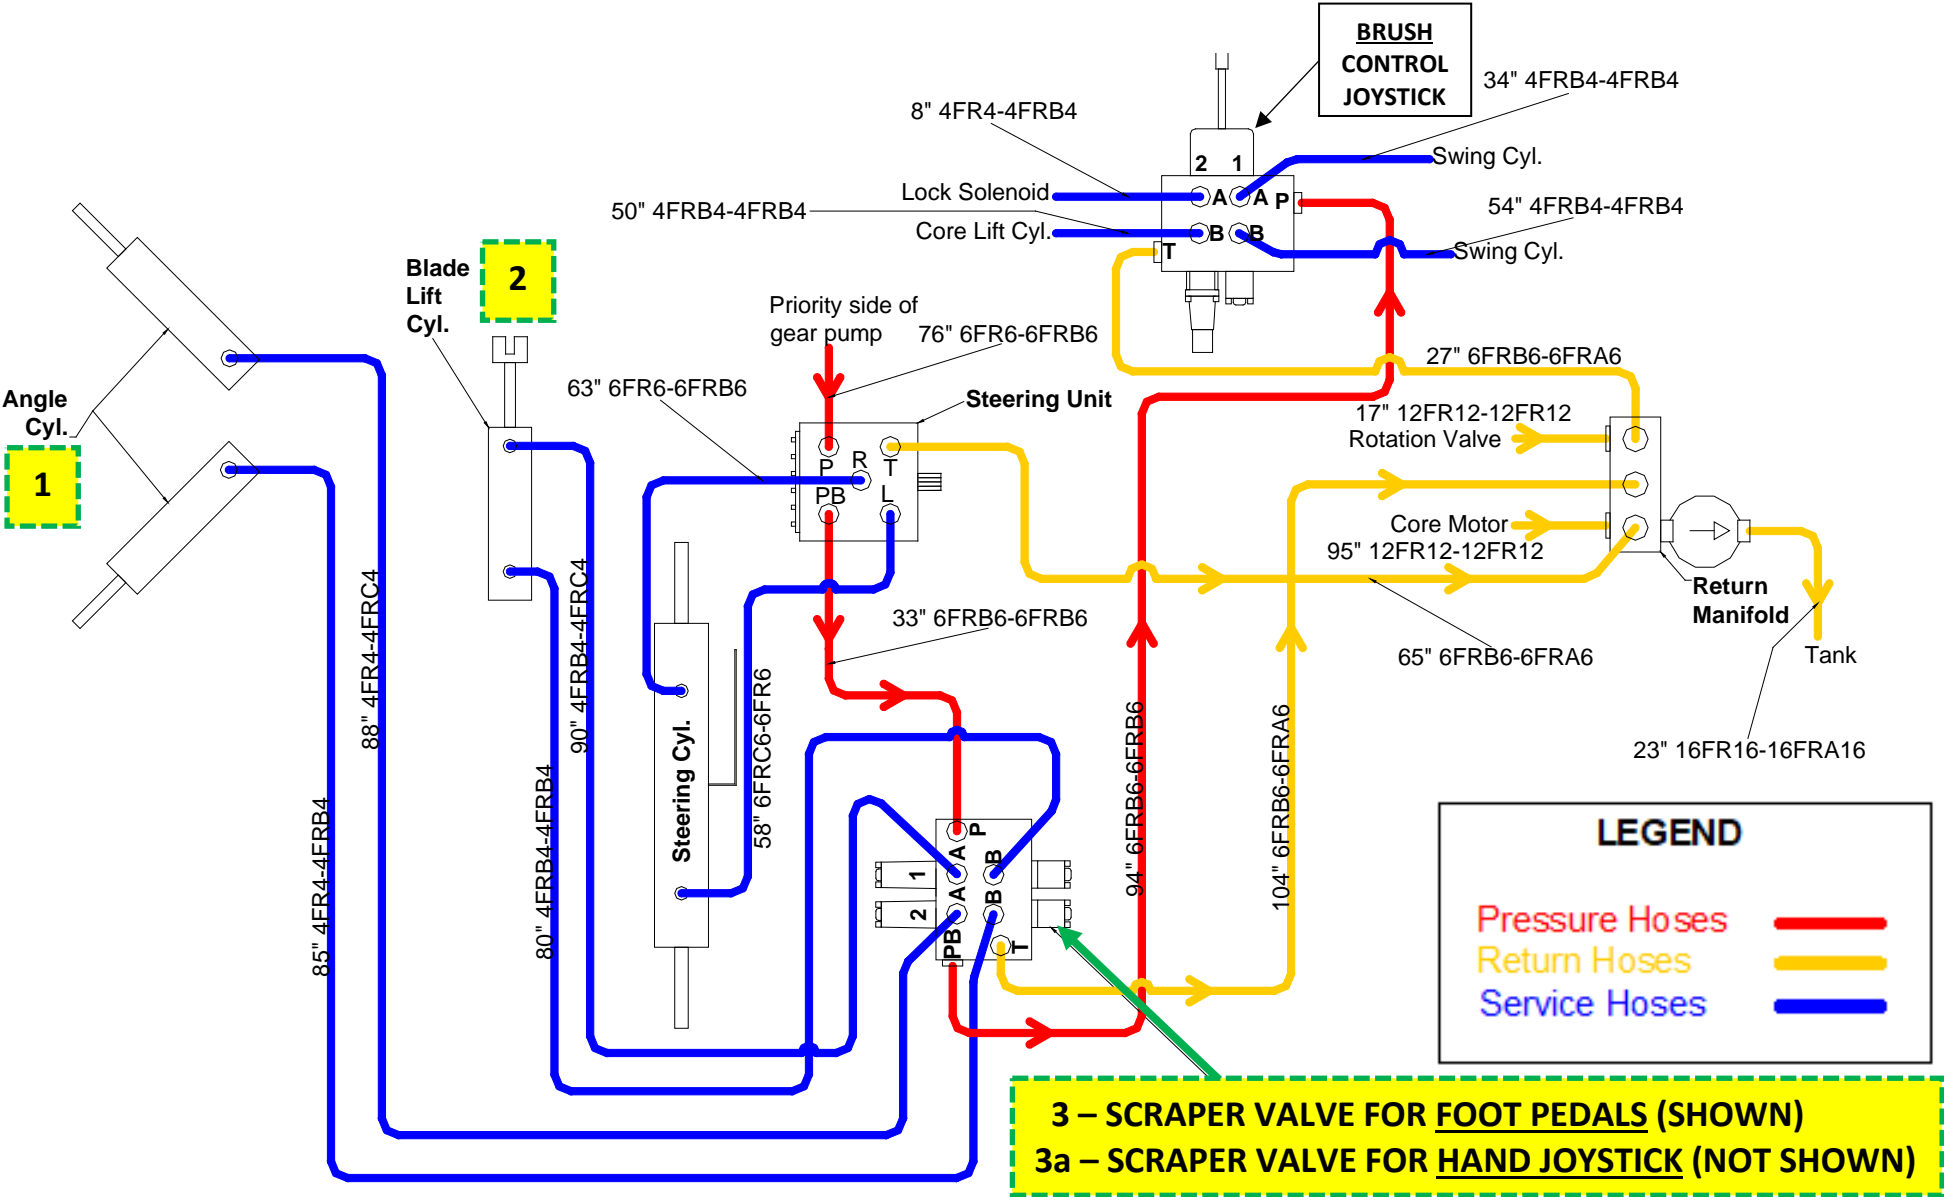 BRUSH
CONTROL
JOYSTICK
34" 4FRB4-4FRB4
8" 4FR4-4FRB4
2 1
Swing Cyl.
Lock Solenoid
A A P
50" 4FRB4-4FRB4
54" 4FRB4-4FRB4
Core Lift Cyl.
B B
T
Swing Cyl.
Blade
Lift
Cyl.
2
Priority side of
gear pump
76" 6FR6-6FRB6
27" 6FRB6-6FRA6
63" 6FR6-6FRB6
Steering Unit
Angle
Cyl.
1
17" 12FR12-12FR12
Rotation Valve
P R T
PB L
Core Motor
95" 12FR12-12FR12
Return
Manifold
33" 6FRB6-6FRB6
65" 6FRB6-6FRA6
Tank
88" 4FR4-4FRC4
90" 4FRB4-4FRC4
58" 6FRC6-6FR6
94" 6FRB6-6FRB6
104" 6FRB6-6FRA6
23" 16FR16-16FRA16
85" 4FR4-4FRB4
80" 4FRB4-4FRB4
Steering Cyl.
P
1 A B
2 A B
PB T
LEGEND
Pressure Hoses
Return Hoses
Service Hoses
3 – SCRAPER VALVE FOR FOOT PEDALS (SHOWN)
3a – SCRAPER VALVE FOR HAND JOYSTICK (NOT SHOWN)